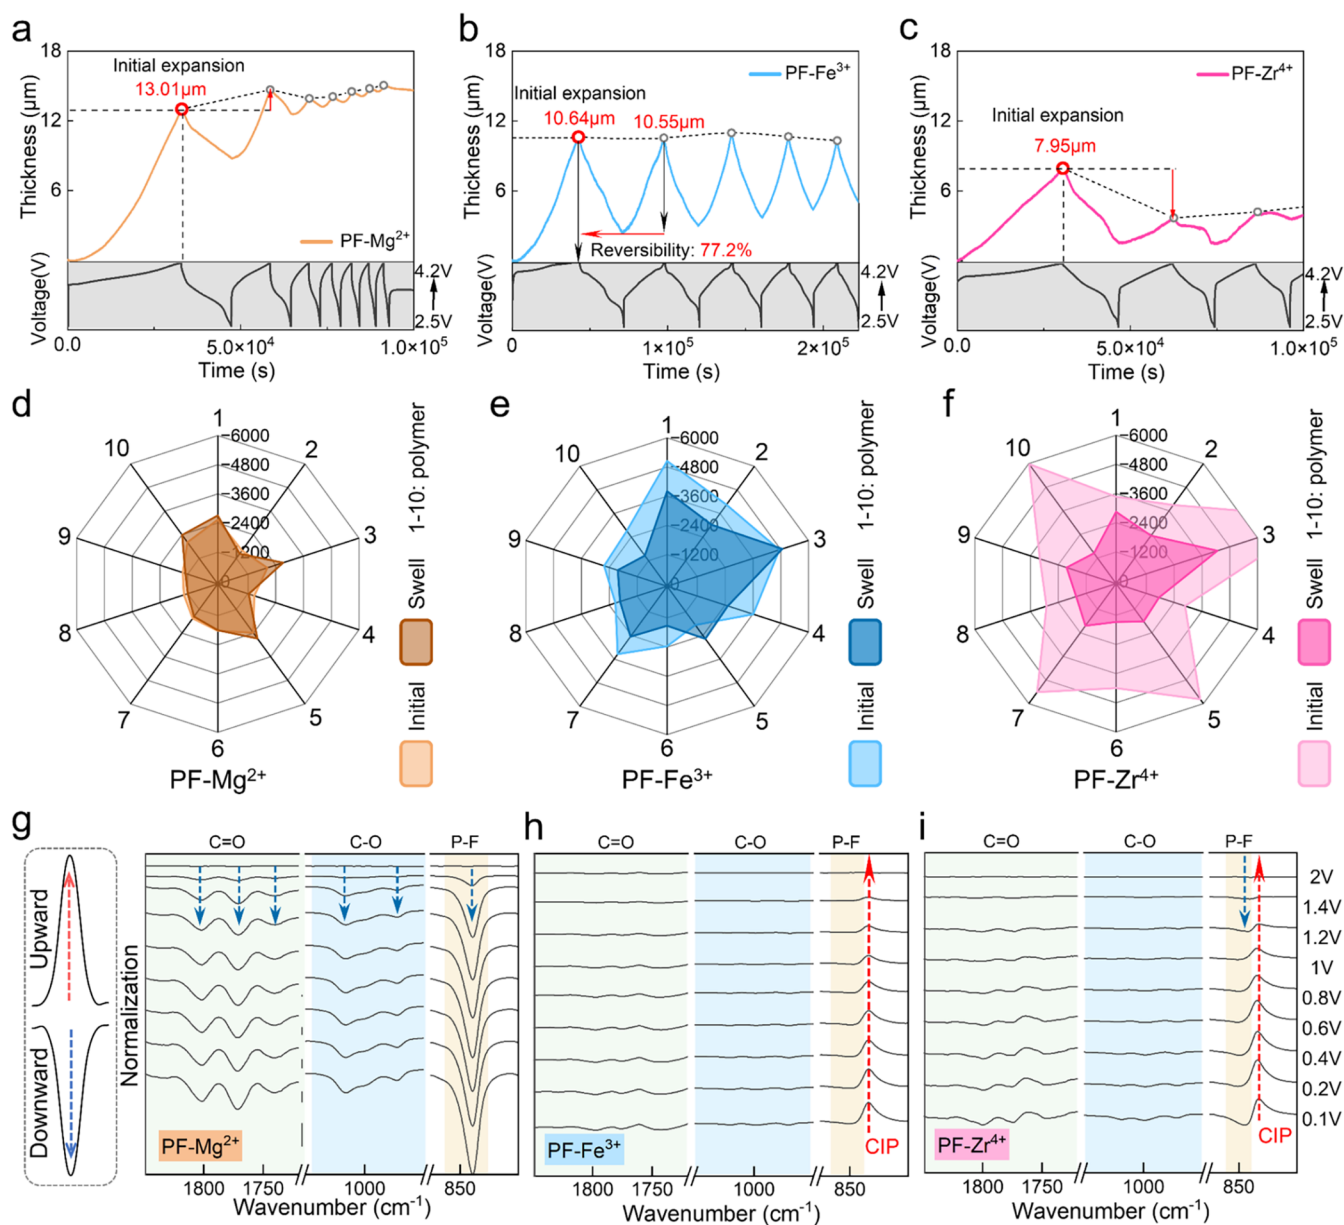 a
Thickness (μm)
18
12
6
Initial expansion
13.01μm
PF-Mg²⁺
Voltage(V)
4.2V
2.5V
0.0
5.0×10⁴
1.0×10⁵
Time (s)
b
Thickness (μm)
18
12
6
PF-Fe³⁺
Initial expansion
10.64μm
10.55μm
Reversibility: 77.2%
Voltage(V)
4.2V
2.5V
0
1×10⁵
2×10⁵
Time (s)
c
Thickness (μm)
18
12
6
PF-Zr⁴⁺
Initial expansion
7.95μm
Voltage(V)
4.2V
2.5V
0.0
5.0×10⁴
1.0×10⁵
Time (s)
d
1
2
3
4
5
6
7
8
9
10
−6000
−4800
−3600
−2400
−1200
0
1-10: polymer
Swell
Initial
PF-Mg²⁺
e
1
2
3
4
5
6
7
8
9
10
−6000
−4800
−3600
−2400
−1200
0
1-10: polymer
Swell
Initial
PF-Fe³⁺
f
1
2
3
4
5
6
7
8
9
10
−6000
−4800
−3600
−2400
−1200
0
1-10: polymer
Swell
Initial
PF-Zr⁴⁺
g
Upward
Downward
Normalization
C=O
C-O
P-F
PF-Mg²⁺
1800
1750
1000
850
Wavenumber (cm⁻¹)
h
C=O
C-O
P-F
PF-Fe³⁺
CIP
1800
1750
1000
850
Wavenumber (cm⁻¹)
i
C=O
C-O
P-F
2V
1.4V
1.2V
1V
0.8V
0.6V
0.4V
0.2V
0.1V
PF-Zr⁴⁺
CIP
1800
1750
1000
850
Wavenumber (cm⁻¹)